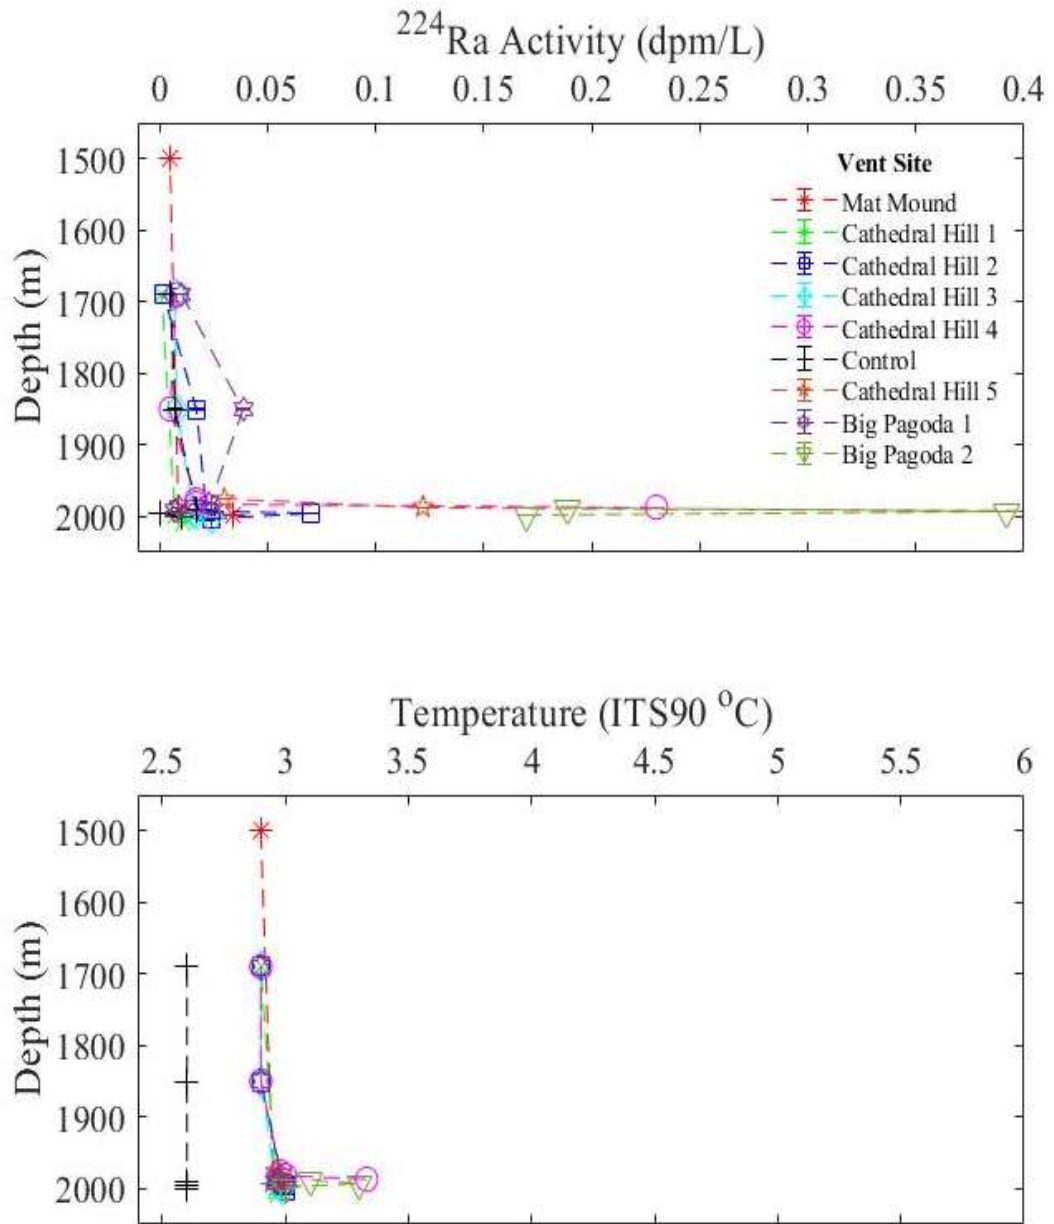 ²²⁴Ra Activity (dpm/L)
0 0.05 0.1 0.15 0.2 0.25 0.3 0.35 0.4
1500
1600
1700
1800
1900
2000
Depth (m)
Vent Site
Mat Mound
Cathedral Hill 1
Cathedral Hill 2
Cathedral Hill 3
Cathedral Hill 4
Control
Cathedral Hill 5
Big Pagoda 1
Big Pagoda 2
Temperature (ITS90 °C)
2.5 3 3.5 4 4.5 5 5.5 6
1500
1600
1700
1800
1900
2000
Depth (m)